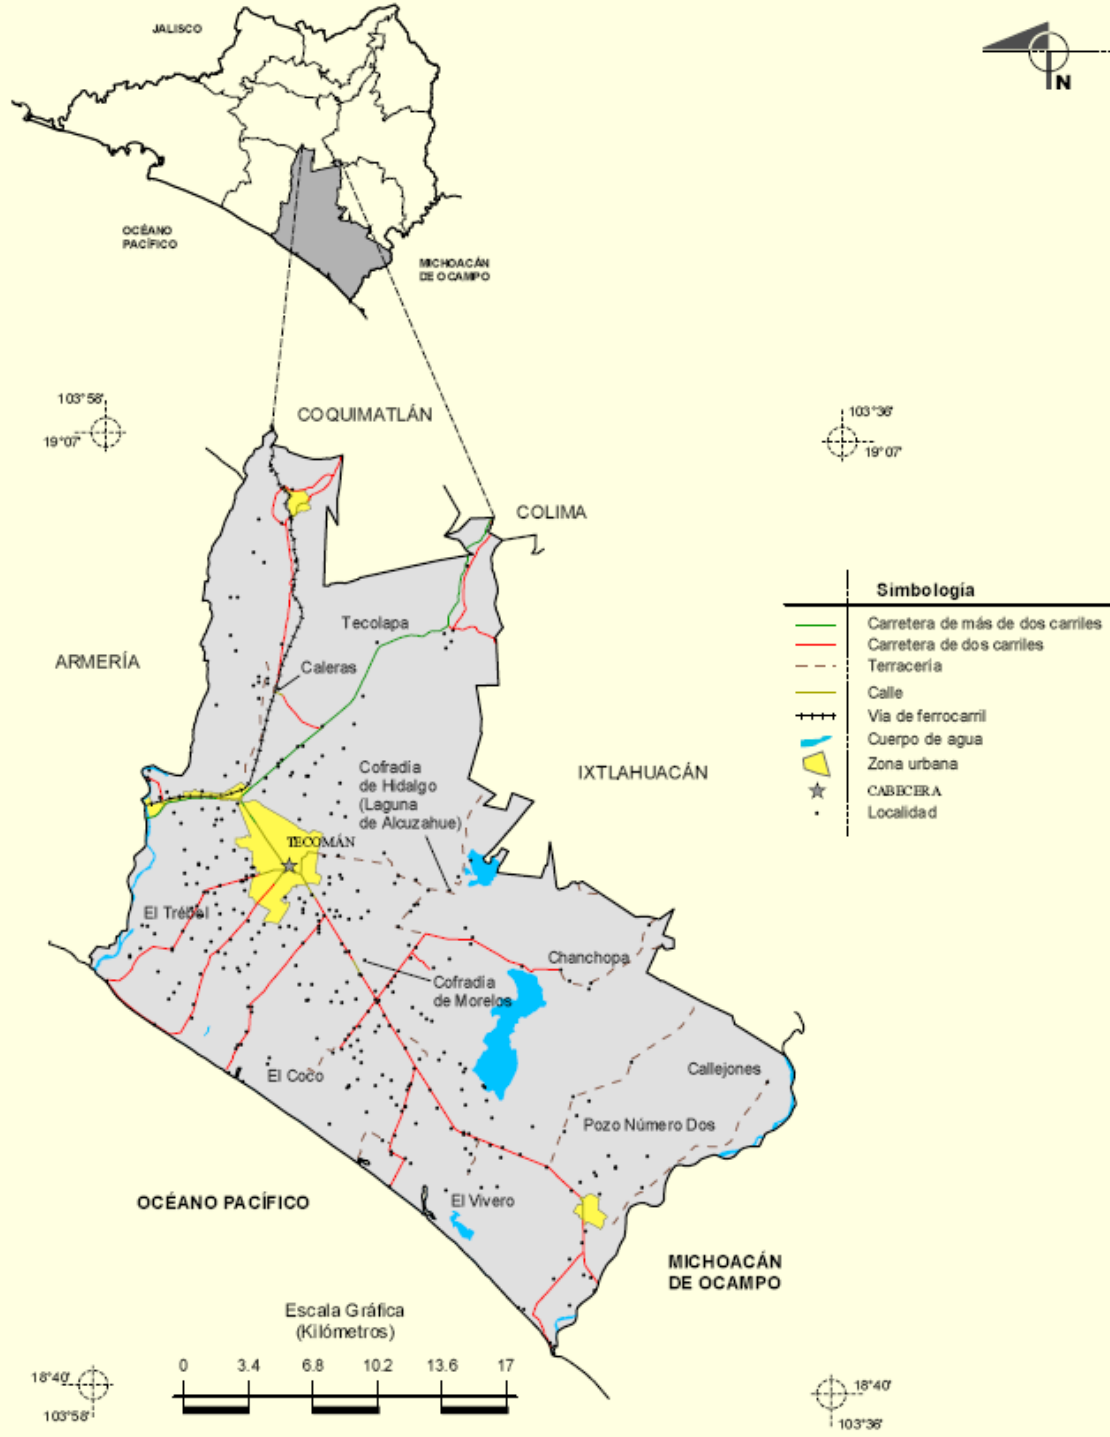 JALISCO
N
OCÉANO
PACÍFICO
MICHOACÁN
DE OCAMPO
103°58'
19°07'
COQUIMATLÁN
103°36'
19°07'
COLIMA
ARMERÍA
Tecolapa
Caleras
Simbología
Carretera de más de dos carriles
Carretera de dos carriles
Terracería
Calle
Vía de ferrocarril
Cuerpo de agua
Zona urbana
CABECERA
Localidad
Cofradía
de Hidalgo
(Laguna
de Alcuzahue)
IXTLAHUACÁN
TECOMÁN
El Trébol
Chanchopa
Cofradía
de Morelos
El Coco
Callejones
Pozo Número Dos
OCÉANO PACÍFICO
El Vivero
MICHOACÁN
DE OCAMPO
Escala Gráfica
(Kilómetros)
0 3.4 6.8 10.2 13.6 17
18°40'
103°58'
18°40'
103°36'